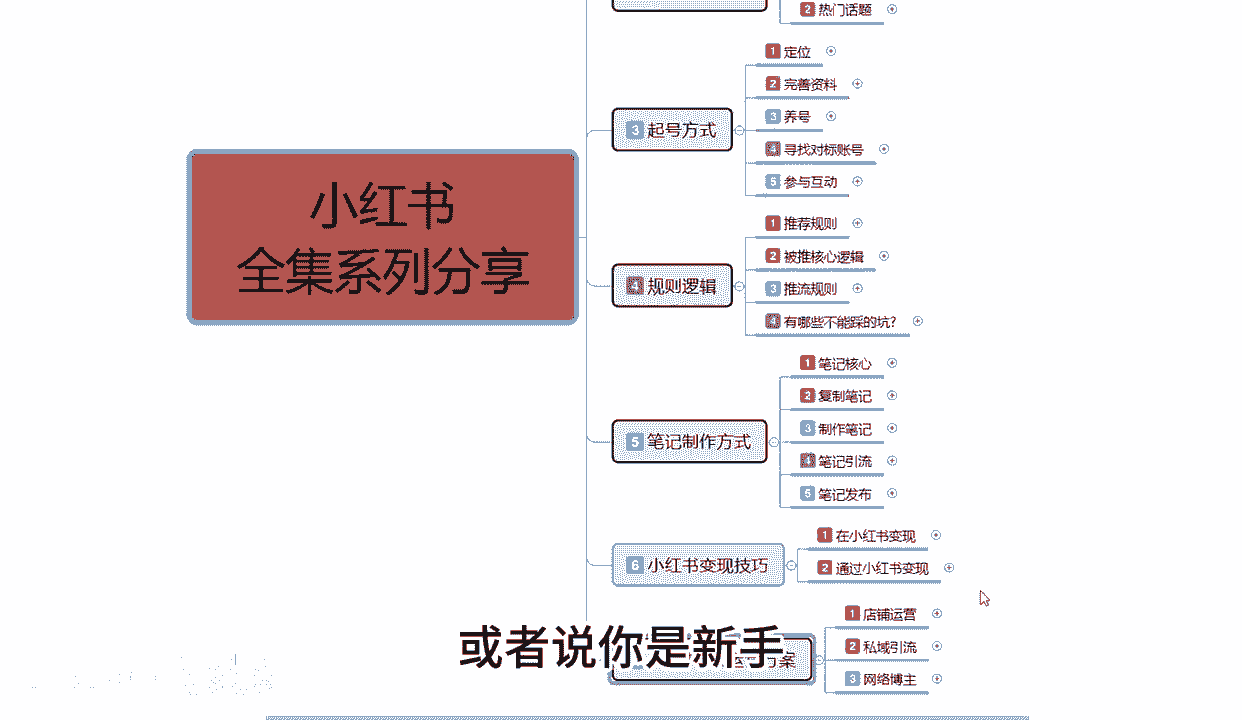 2 热门话题
小红书
全集系列分享
3 起号方式
1 定位
2 完善资料
3 养号
4 寻找对标账号
5 参与互动
4 规则逻辑
1 推荐规则
2 被推核心逻辑
3 推流规则
4 有哪些不能踩的坑?
5 笔记制作方式
1 笔记核心
2 复制笔记
3 制作笔记
4 笔记引流
5 笔记发布
6 小红书变现技巧
1 在小红书变现
2 通过小红书变现
案
1 店铺运营
2 私域引流
3 网络博主
或者说你是新手